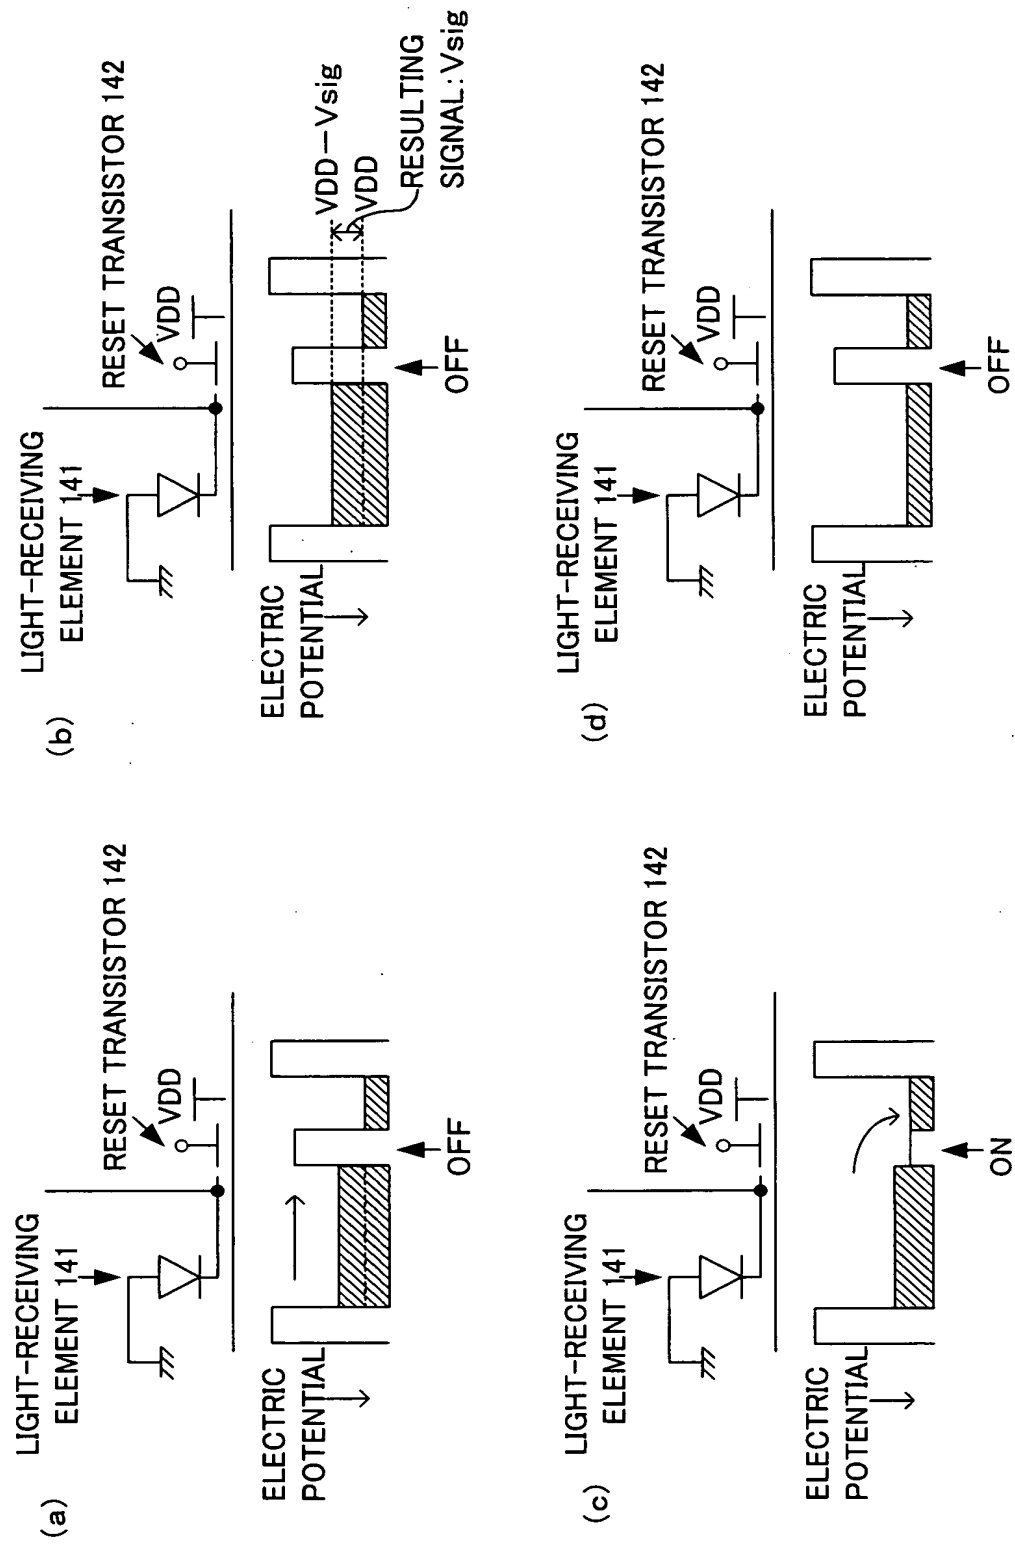 (a)
LIGHT-RECEIVING
ELEMENT 141
RESET TRANSISTOR 142
VDD
ELECTRIC
POTENTIAL
OFF
(b)
LIGHT-RECEIVING
ELEMENT 141
RESET TRANSISTOR 142
VDD
ELECTRIC
POTENTIAL
VDD-Vsig
VDD
RESULTING
SIGNAL:Vsig
OFF
(c)
LIGHT-RECEIVING
ELEMENT 141
RESET TRANSISTOR 142
VDD
ELECTRIC
POTENTIAL
ON
(d)
LIGHT-RECEIVING
ELEMENT 141
RESET TRANSISTOR 142
VDD
ELECTRIC
POTENTIAL
OFF